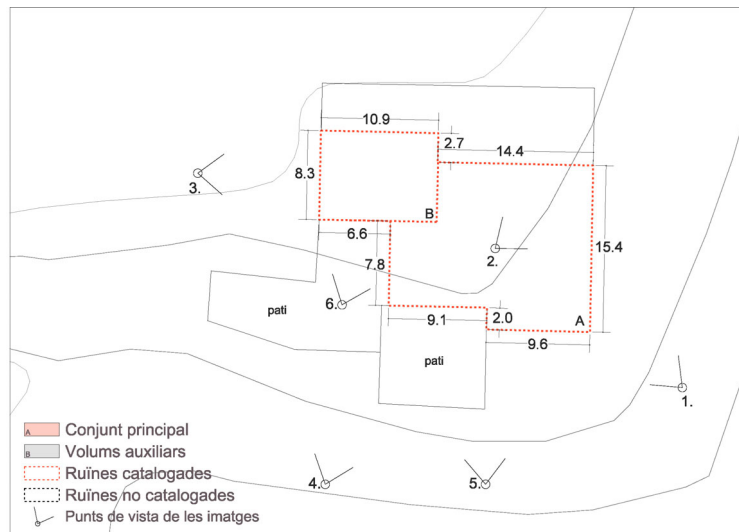 10.9
2.7
14.4
8.3
3.
B
6.6
7.8
2.
15.4
6.
pati
9.1
2.0
A
9.6
pati
1.
A Conjunt principal
B Volums auxiliars
Ruïnes catalogades
Ruïnes no catalogades
Punts de vista de les imatges
4.
5.